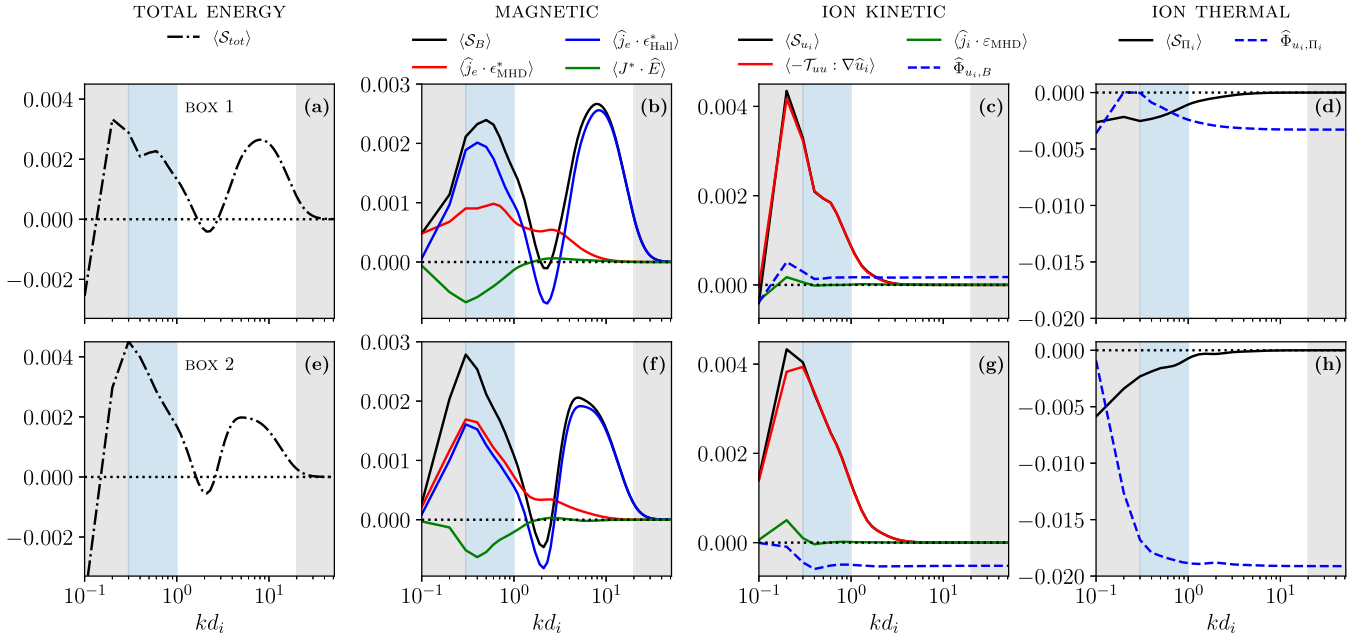 TOTAL ENERGY
MAGNETIC
ION KINETIC
ION THERMAL
⟨𝒮_{tot}⟩
⟨𝒮_B⟩
⟨ĵ_e · ϵ*_{Hall}⟩
⟨ĵ_e · ϵ*_{MHD}⟩
⟨J* · Ê⟩
⟨𝒮_{u_i}⟩
⟨ĵ_i · ε_{MHD}⟩
⟨−𝒯_{uu} : ∇û_i⟩
Φ̂_{u_i,B}
⟨𝒮_{Π_i}⟩
Φ̂_{u_i,Π_i}
BOX 1
(a)
0.004
0.002
0.000
−0.002
(b)
0.003
0.002
0.001
0.000
(c)
0.004
0.002
0.000
(d)
0.000
−0.005
−0.010
−0.015
−0.020
BOX 2
(e)
0.004
0.002
0.000
−0.002
10^{−1} 10^0 10^1
kd_i
(f)
0.003
0.002
0.001
0.000
10^{−1} 10^0 10^1
kd_i
(g)
0.004
0.002
0.000
10^{−1} 10^0 10^1
kd_i
(h)
0.000
−0.005
−0.010
−0.015
−0.020
10^{−1} 10^0 10^1
kd_i